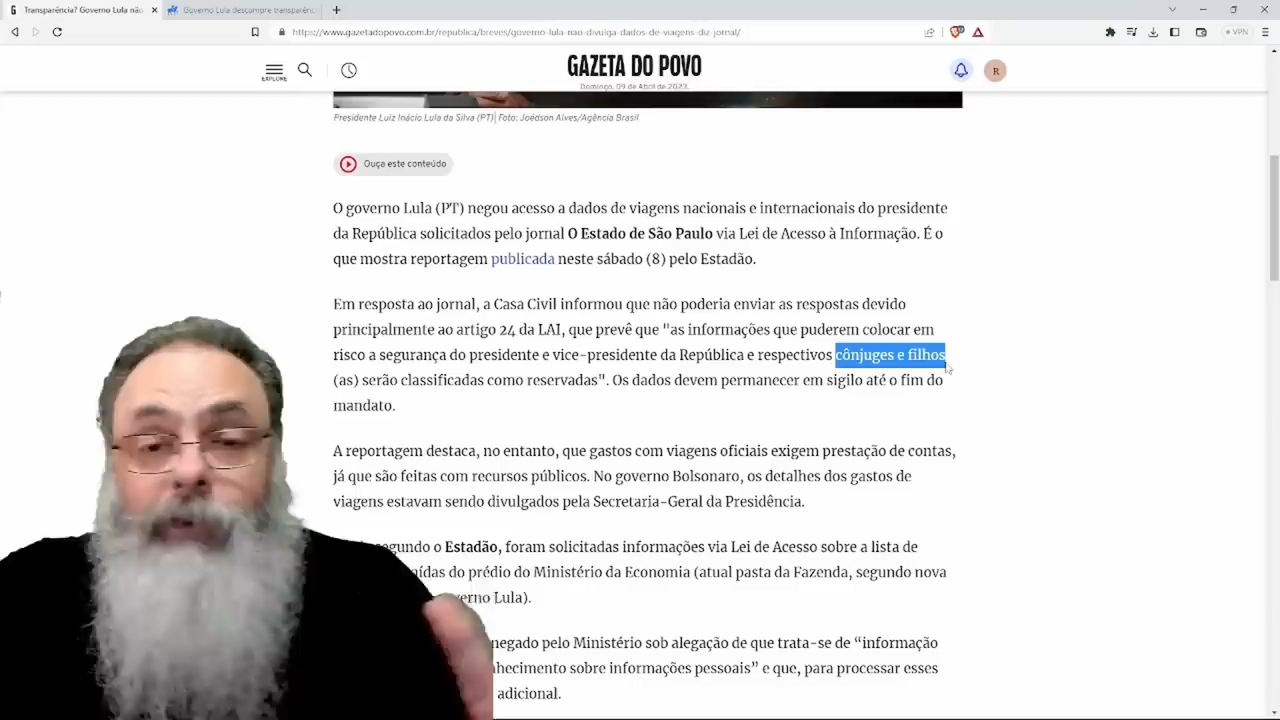 Transparência? Governo Lula não
Governo Lula descumpre transparênc
https://www.gazetadopovo.com.br/republica/breves/governo-lula-nao-divulga-dados-de-viagens-diz-jornal/
VPN
EXPLORE
GAZETA DO POVO
R
Domingo, 09 de Abril de 2023.
Presidente Luiz Inácio Lula da Silva (PT)| Foto: Joédson Alves/Agência Brasil
Ouça este conteúdo
O governo Lula (PT) negou acesso a dados de viagens nacionais e internacionais do presidente
da República solicitados pelo jornal O Estado de São Paulo via Lei de Acesso à Informação. É o
que mostra reportagem publicada neste sábado (8) pelo Estadão.
Em resposta ao jornal, a Casa Civil informou que não poderia enviar as respostas devido
principalmente ao artigo 24 da LAI, que prevê que "as informações que puderem colocar em
risco a segurança do presidente e vice-presidente da República e respectivos cônjuges e filhos
(as) serão classificadas como reservadas". Os dados devem permanecer em sigilo até o fim do
mandato.
A reportagem destaca, no entanto, que gastos com viagens oficiais exigem prestação de contas,
já que são feitas com recursos públicos. No governo Bolsonaro, os detalhes dos gastos de
viagens estavam sendo divulgados pela Secretaria-Geral da Presidência.
segundo o Estadão, foram solicitadas informações via Lei de Acesso sobre a lista de
do prédio do Ministério da Economia (atual pasta da Fazenda, segundo nova
Lula).
negado pelo Ministério sob alegação de que trata-se de “informação
sobre informações pessoais” e que, para processar esses
adicional.